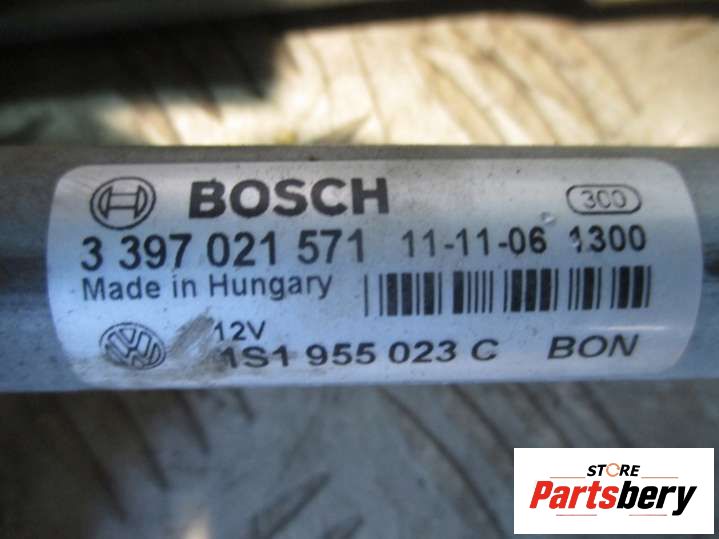 BOSCH 300
3 397 021 571 11-11-06 1300
Made in Hungary
12V
1S1 955 023 C BON
STORE
Partsbery